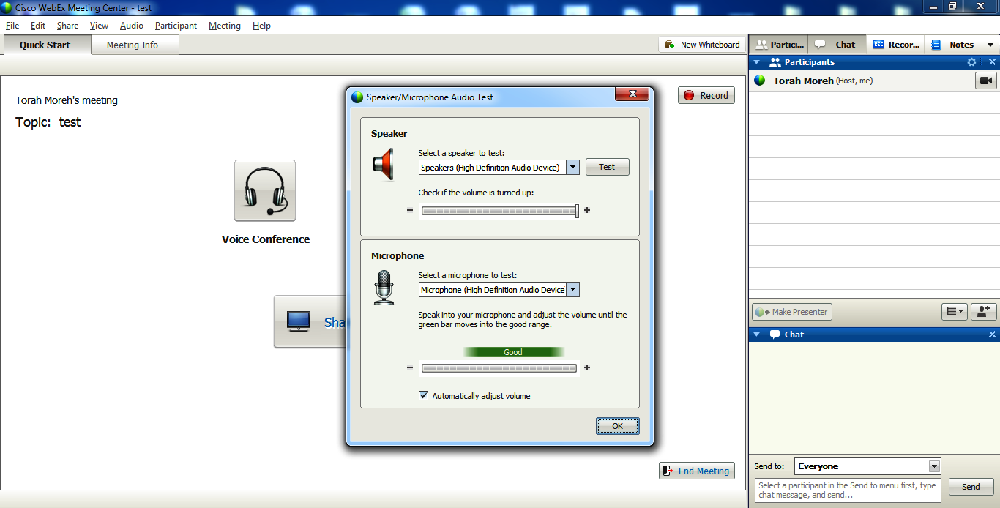 Cisco WebEx Meeting Center - test
File Edit Share View Audio Participant Meeting Help
Quick Start Meeting Info
New Whiteboard
Partici... Chat REC Recor... Notes
Participants
Torah Moreh (Host, me)
Torah Moreh's meeting
Topic: test
Record
Voice Conference
Sha
Speaker/Microphone Audio Test
Speaker
Select a speaker to test:
Speakers (High Definition Audio Device) Test
Check if the volume is turned up:
Microphone
Select a microphone to test:
Microphone (High Definition Audio Device
Speak into your microphone and adjust the volume until the
green bar moves into the good range.
Good
Automatically adjust volume
OK
End Meeting
Make Presenter
Chat
Send to: Everyone
Select a participant in the Send to menu first, type
chat message, and send...
Send